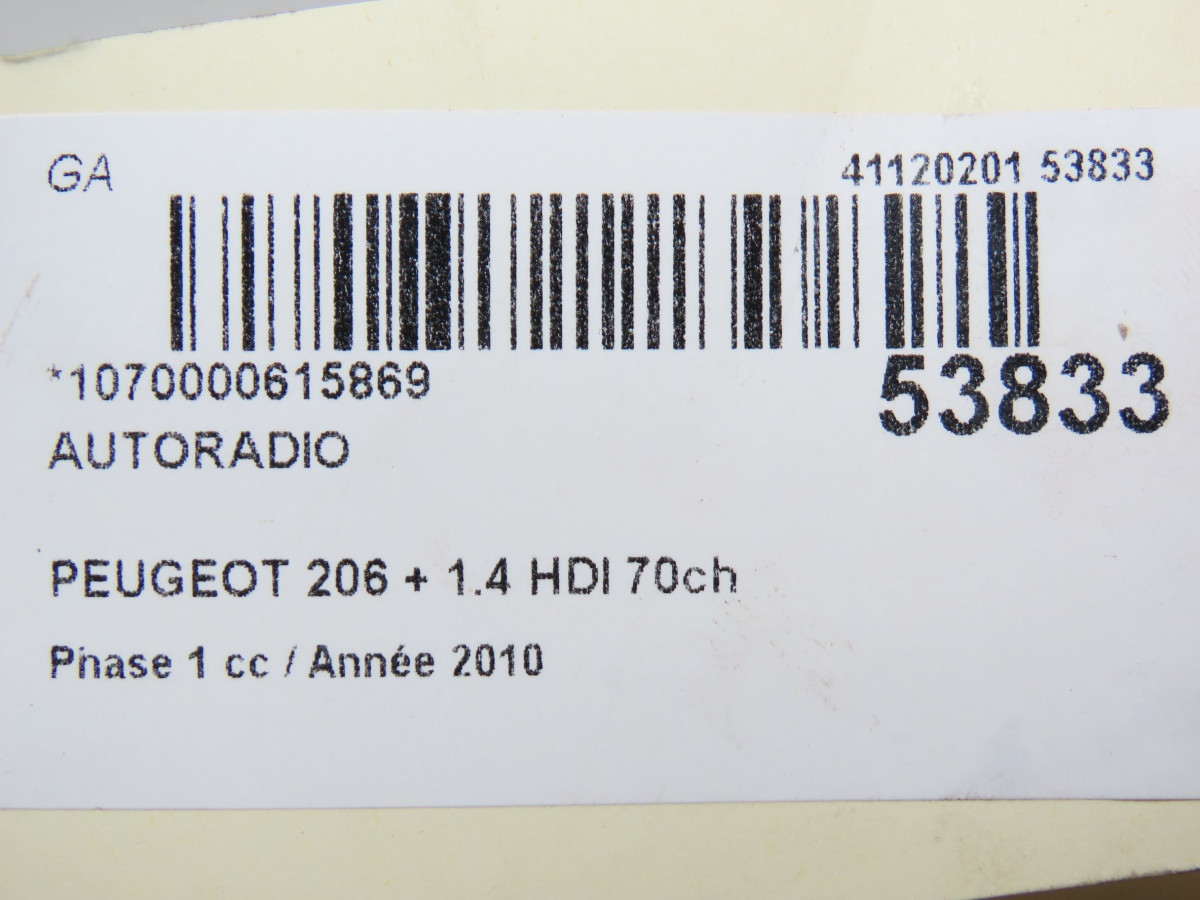 GA
41120201 53833
*1070000615869
53833
AUTORADIO
PEUGEOT 206 + 1.4 HDI 70ch
Phase 1 cc / Année 2010